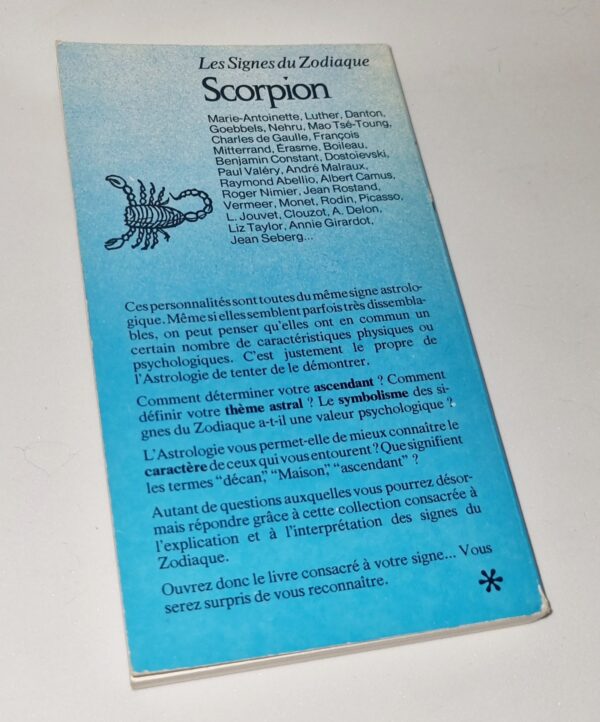 Les Signes du Zodiaque
Scorpion
Marie-Antoinette, Luther, Danton,
Goebbels, Nehru, Mao Tsé-Toung,
Charles de Gaulle, François
Mitterrand, Érasme, Boileau,
Benjamin Constant, Dostoïevski,
Paul Valéry, André Malraux,
Raymond Abellio, Albert Camus,
Roger Nimier, Jean Rostand,
Vermeer, Monet, Rodin, Picasso,
L. Jouvet, Clouzot, A. Delon,
Liz Taylor, Annie Girardot,
Jean Seberg...
Ces personnalités sont toutes du même signe astrolo-
gique. Même si elles semblent parfois très dissembla-
bles, on peut penser qu'elles ont en commun un
certain nombre de caractéristiques physiques ou
psychologiques. C'est justement le propre de
l'Astrologie de tenter de le démontrer.
Comment déterminer votre ascendant ? Comment
définir votre thème astral ? Le symbolisme des si-
gnes du Zodiaque a-t-il une valeur psychologique ?
L'Astrologie vous permet-elle de mieux connaître le
caractère de ceux qui vous entourent ? Que signifient
les termes "décan," "Maison," "ascendant" ?
Autant de questions auxquelles vous pourrez désor-
mais répondre grâce à cette collection consacrée à
l'explication et à l'interprétation des signes du
Zodiaque.
Ouvrez donc le livre consacré à votre signe... Vous
serez surpris de vous reconnaître.
*